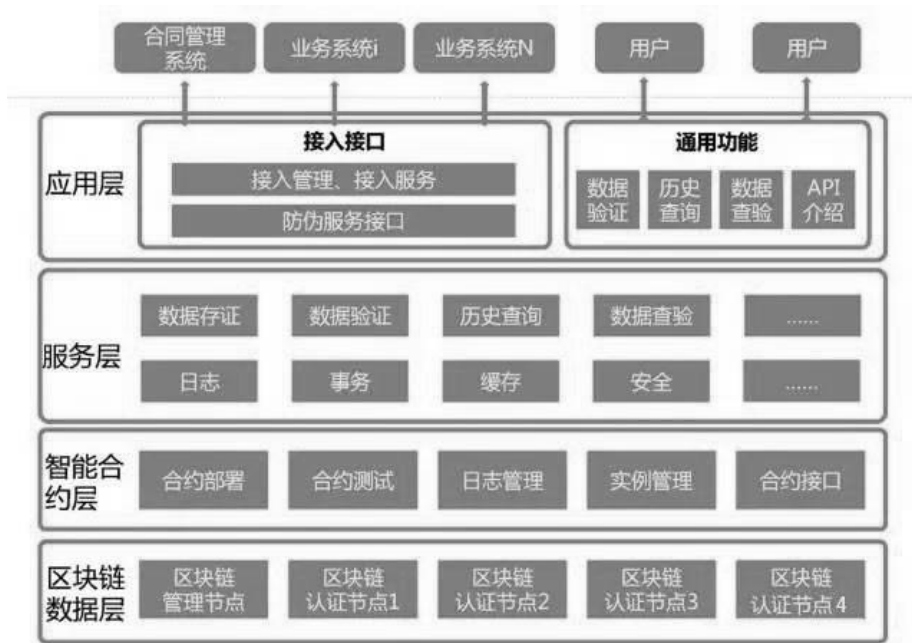 合同管理
系统
业务系统i
业务系统N
用户
用户
应用层
接入接口
接入管理、接入服务
防伪服务接口
通用功能
数据
验证
历史
查询
数据
查验
API
介绍
服务层
数据存证
数据验证
历史查询
数据查验
......
日志
事务
缓存
安全
......
智能合
约层
合约部署
合约测试
日志管理
实例管理
合约接口
区块链
数据层
区块链
管理节点
区块链
认证节点1
区块链
认证节点2
区块链
认证节点3
区块链
认证节点4